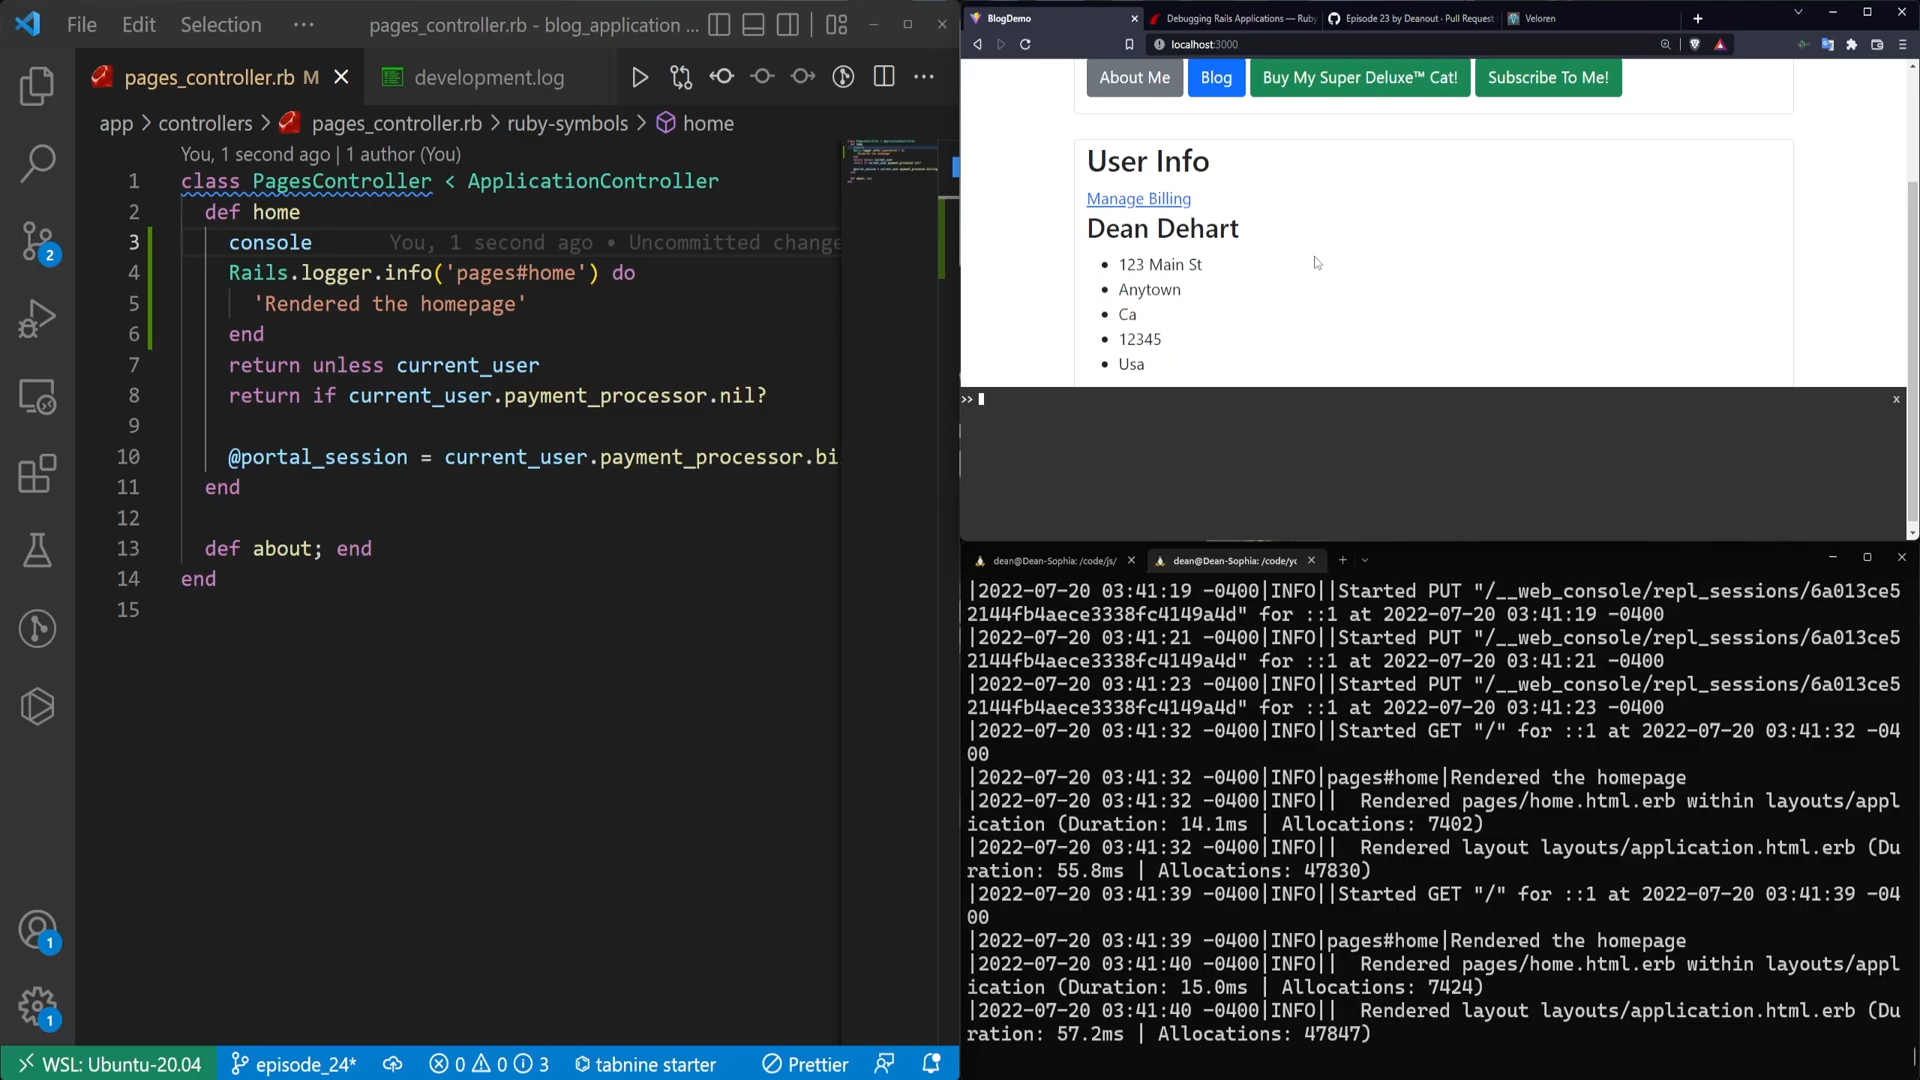 File Edit Selection ··· pages_controller.rb - blog_application ...
pages_controller.rb M
development.log
app > controllers > pages_controller.rb > ruby-symbols > home
You, 1 second ago | 1 author (You)
1 class PagesController < ApplicationController
2 def home
3 console You, 1 second ago • Uncommitted change
4 Rails.logger.info('pages#home') do
5 'Rendered the homepage'
6 end
7 return unless current_user
8 return if current_user.payment_processor.nil?
9
10 @portal_session = current_user.payment_processor.bi
11 end
12
13 def about; end
14 end
15
2
1
1
WSL: Ubuntu-20.04 episode_24* 0 0 3 tabnine starter Prettier
BlogDemo
Debugging Rails Applications — Ruby
Episode 23 by Deanout · Pull Request
Veloren
localhost:3000
About Me Blog Buy My Super Deluxe™ Cat! Subscribe To Me!
User Info
Manage Billing
Dean Dehart
• 123 Main St
• Anytown
• Ca
• 12345
• Usa
>> x
dean@Dean-Sophia: /code/js/
dean@Dean-Sophia: /code/yc
|2022-07-20 03:41:19 -0400|INFO||Started PUT "/__web_console/repl_sessions/6a013ce5
2144fb4aece3338fc4149a4d" for ::1 at 2022-07-20 03:41:19 -0400
|2022-07-20 03:41:21 -0400|INFO||Started PUT "/__web_console/repl_sessions/6a013ce5
2144fb4aece3338fc4149a4d" for ::1 at 2022-07-20 03:41:21 -0400
|2022-07-20 03:41:23 -0400|INFO||Started PUT "/__web_console/repl_sessions/6a013ce5
2144fb4aece3338fc4149a4d" for ::1 at 2022-07-20 03:41:23 -0400
|2022-07-20 03:41:32 -0400|INFO||Started GET "/" for ::1 at 2022-07-20 03:41:32 -04
00
|2022-07-20 03:41:32 -0400|INFO|pages#home|Rendered the homepage
|2022-07-20 03:41:32 -0400|INFO|| Rendered pages/home.html.erb within layouts/appl
ication (Duration: 14.1ms | Allocations: 7402)
|2022-07-20 03:41:32 -0400|INFO|| Rendered layout layouts/application.html.erb (Du
ration: 55.8ms | Allocations: 47830)
|2022-07-20 03:41:39 -0400|INFO||Started GET "/" for ::1 at 2022-07-20 03:41:39 -04
00
|2022-07-20 03:41:39 -0400|INFO|pages#home|Rendered the homepage
|2022-07-20 03:41:40 -0400|INFO|| Rendered pages/home.html.erb within layouts/appl
ication (Duration: 15.0ms | Allocations: 7424)
|2022-07-20 03:41:40 -0400|INFO|| Rendered layout layouts/application.html.erb (Du
ration: 57.2ms | Allocations: 47847)